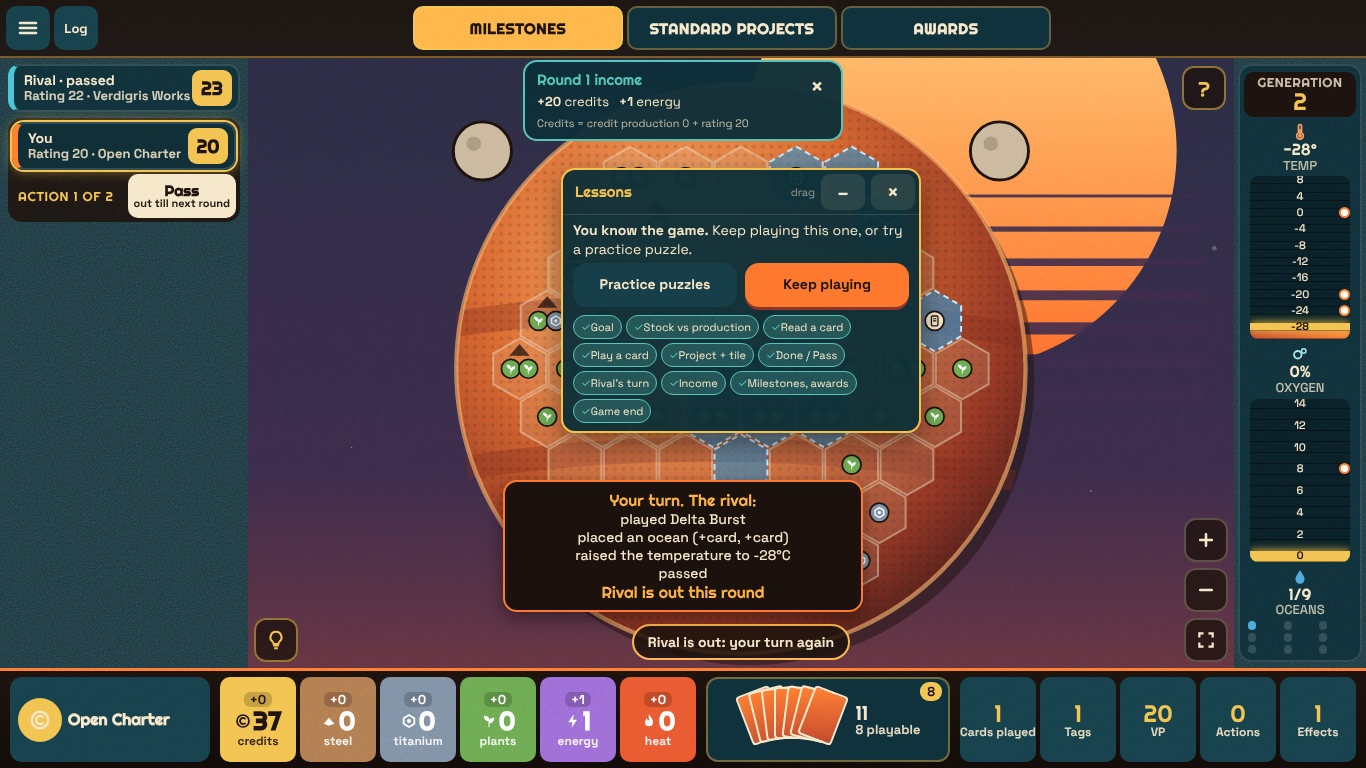 Log
MILESTONES
STANDARD PROJECTS
AWARDS
Rival · passed
Rating 22 · Verdigris Works
23
You
Rating 20 · Open Charter
20
ACTION 1 OF 2
Pass
out till next round
Round 1 income
×
+20 credits +1 energy
Credits = credit production 0 + rating 20
?
Lessons
drag
–
×
You know the game. Keep playing this one, or try
a practice puzzle.
Practice puzzles
Keep playing
✓Goal
✓Stock vs production
✓Read a card
✓Play a card
✓Project + tile
✓Done / Pass
✓Rival's turn
✓Income
✓Milestones, awards
✓Game end
Your turn. The rival:
played Delta Burst
placed an ocean (+card, +card)
raised the temperature to -28°C
passed
Rival is out this round
Rival is out: your turn again
+
−
GENERATION
2
-28°
TEMP
8
4
0
-4
-8
-12
-16
-20
-24
-28
0%
OXYGEN
14
12
10
8
6
4
2
0
1/9
OCEANS
© Open Charter
+0
©37
credits
+0
0
steel
+0
0
titanium
+0
0
plants
+1
1
energy
+0
0
heat
8
11
8 playable
1
Cards played
1
Tags
20
VP
0
Actions
1
Effects